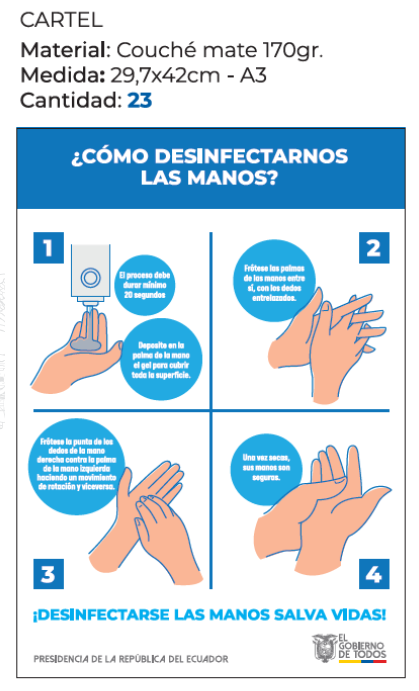 CARTEL
Material: Couché mate 170gr.
Medida: 29,7x42cm - A3
Cantidad: 23
¿CÓMO DESINFECTARNOS
LAS MANOS?
1
El proceso debe
durar mínimo
20 segundos
Deposite en la
palma de la mano
el gel para cubrir
toda la superficie.
2
Frótese las palmas
de las manos entre
sí, con los dedos
entrelazados.
Frótese la punta de los
dedos de la mano
derecha contra la palma
de la mano izquierda
haciendo un movimiento
de rotación y viceversa.
3
Una vez secas,
sus manos son
seguras.
4
¡DESINFECTARSE LAS MANOS SALVA VIDAS!
PRESIDENCIA DE LA REPÚBLICA DEL ECUADOR
EL
GOBIERNO
DE TODOS